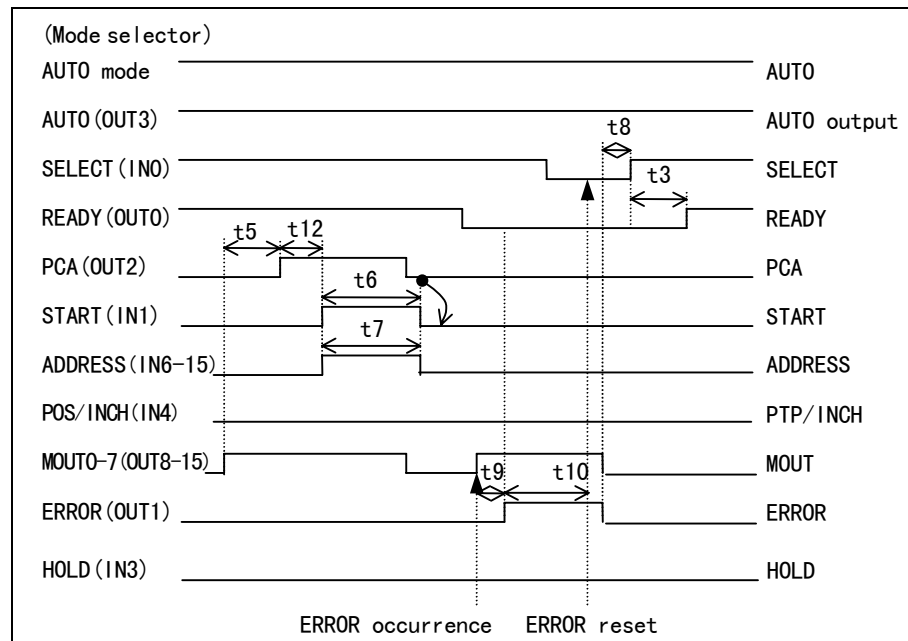 (Mode selector)
AUTO mode AUTO
AUTO(OUT3) AUTO output
t8
SELECT(IN0) SELECT
t3
READY(OUT0) READY
t5 t12
PCA(OUT2) PCA
t6
START(IN1) START
t7
ADDRESS(IN6-15) ADDRESS
POS/INCH(IN4) PTP/INCH
MOUT0-7(OUT8-15) MOUT
t9 t10
ERROR(OUT1) ERROR
HOLD(IN3) HOLD
ERROR occurrence ERROR reset